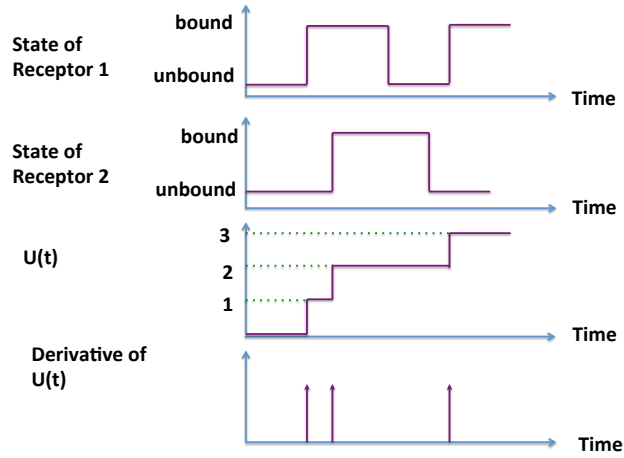 bound
State of
Receptor 1
unbound
Time
bound
State of
Receptor 2
unbound
Time
3
U(t)
2
1
Time
Derivative of
U(t)
Time